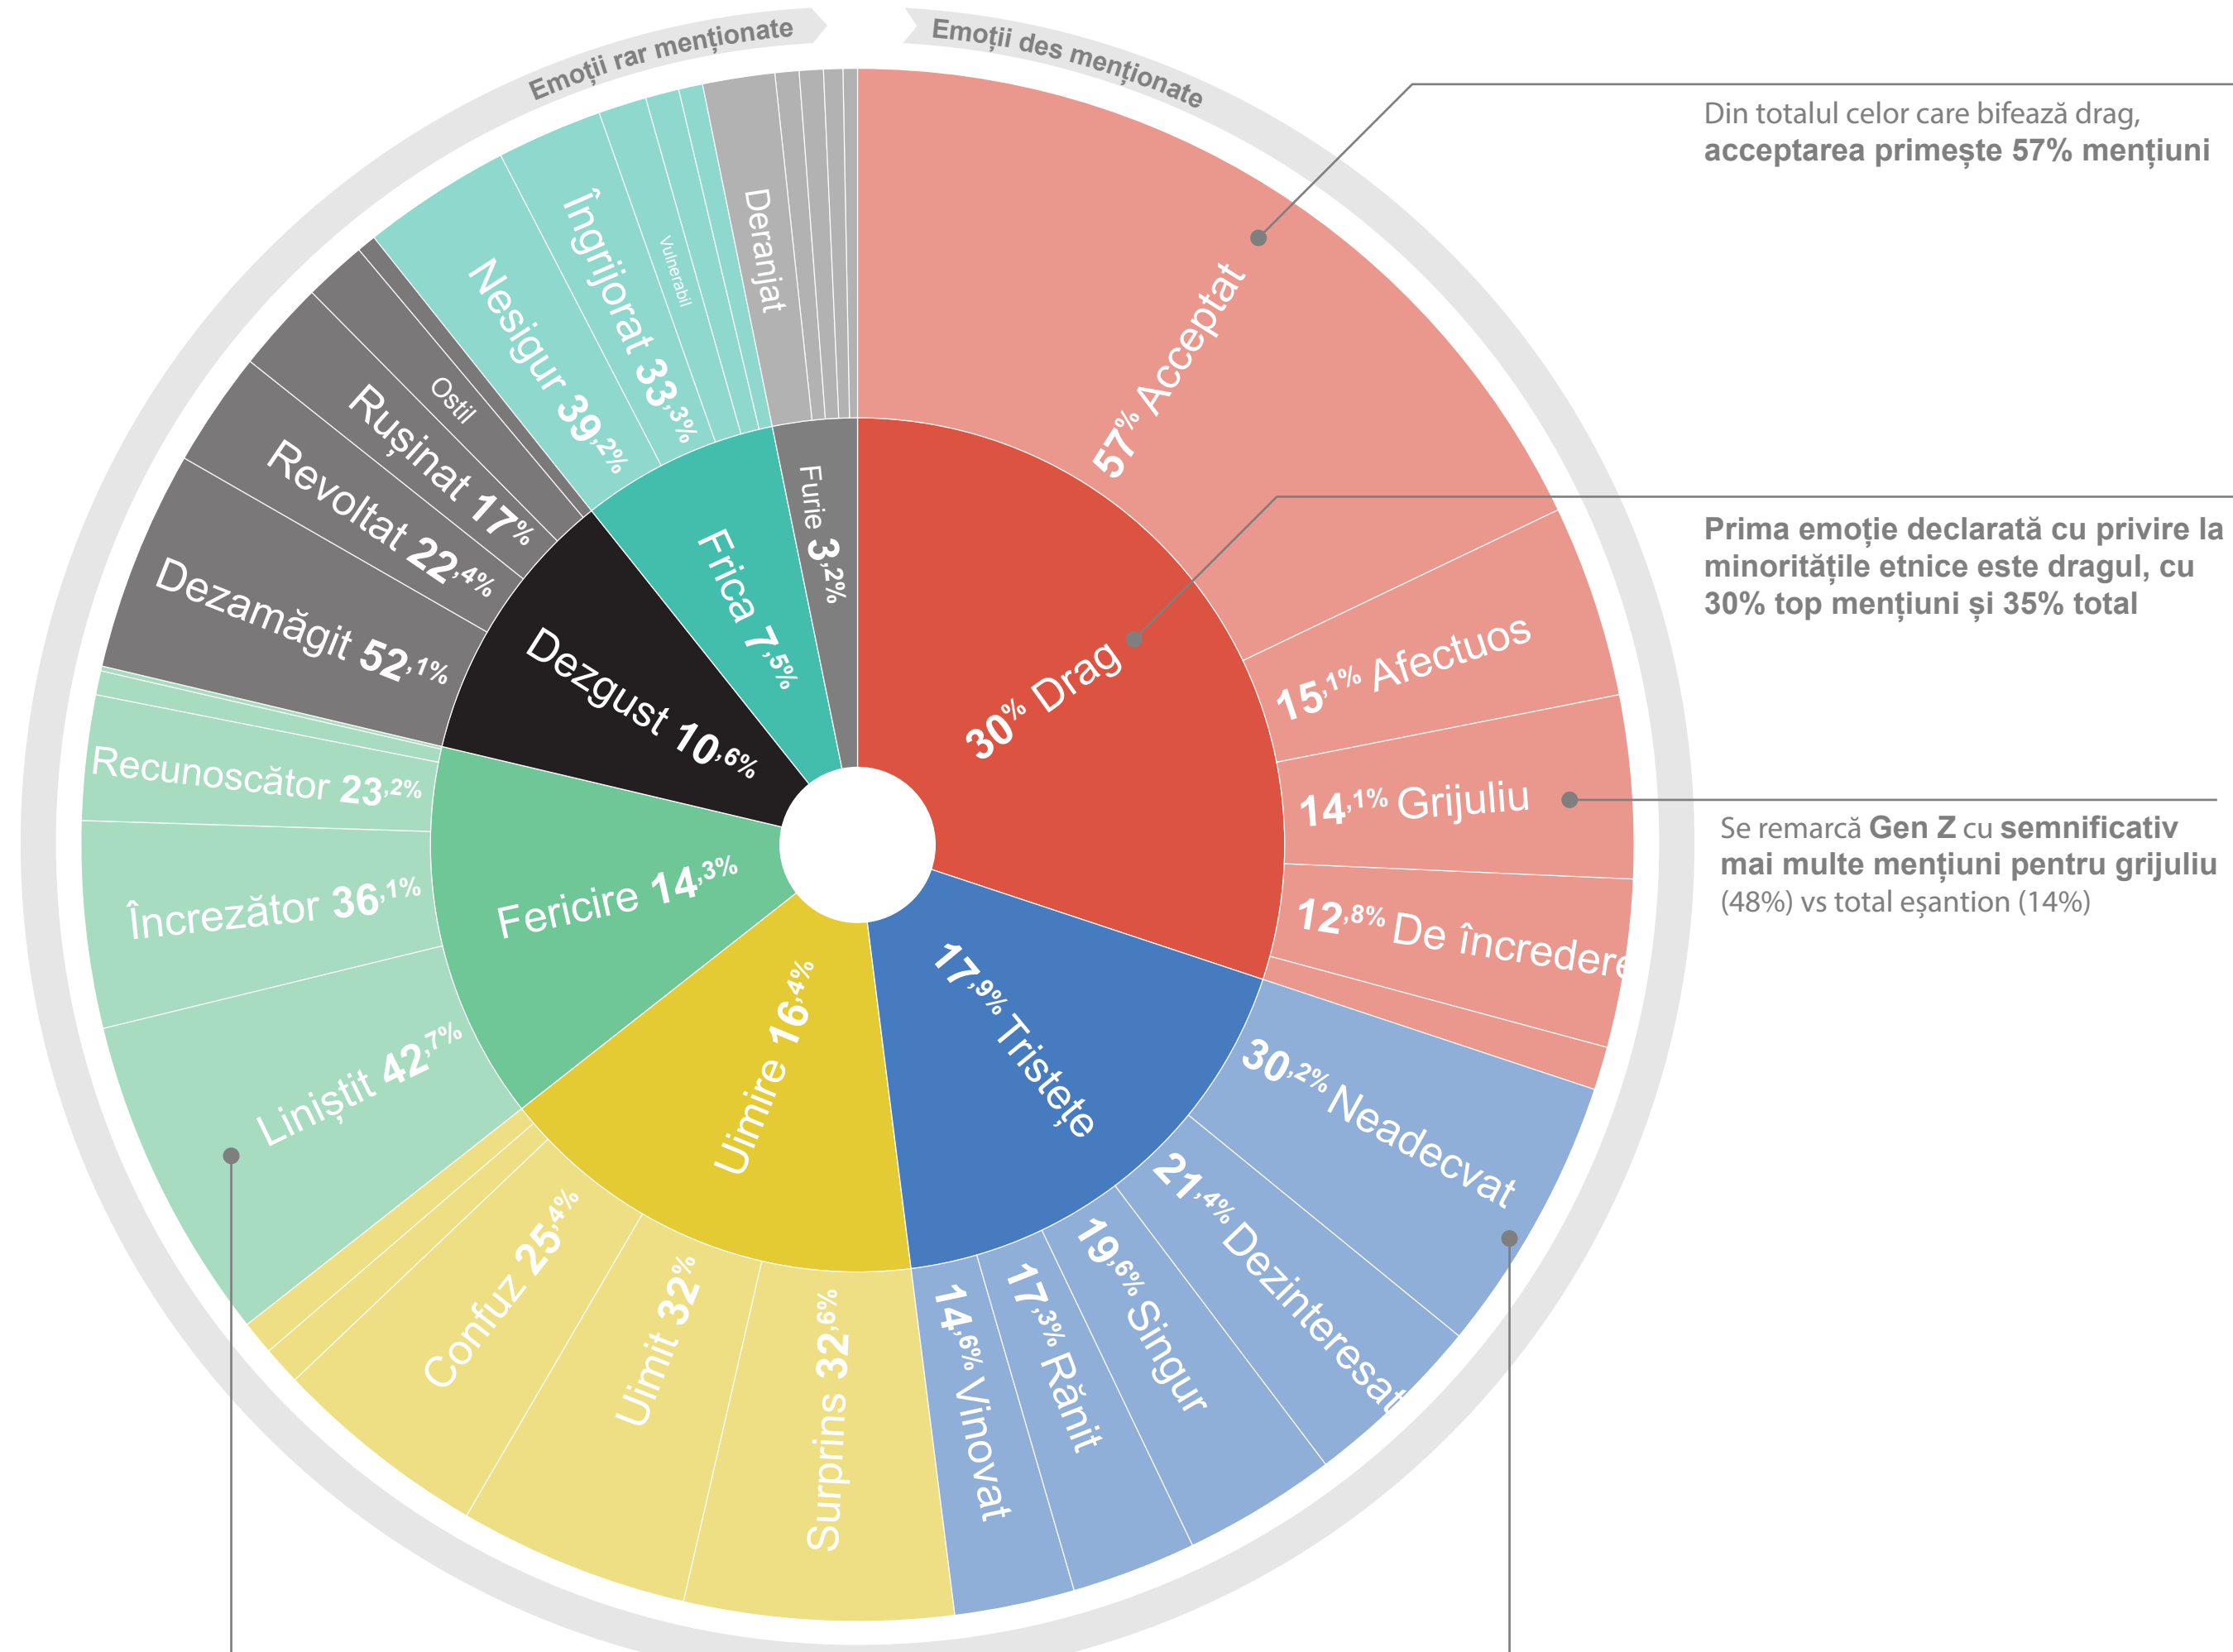 Emoții rar menționate
Emoții des menționate
Din totalul celor care bifează drag,
acceptarea primește 57% mențiuni
Prima emoție declarată cu privire la
minoritățile etnice este dragul, cu
30% top mențiuni și 35% total
Se remarcă Gen Z cu semnificativ
mai multe mențiuni pentru grijuliu
(48%) vs total eșantion (14%)
30% Drag
57% Acceptat
15,1% Afectuos
14,1% Grijuliu
12,8% De încredere
17,9% Tristețe
30,2% Neadecvat
21,4% Dezinteresat
19,6% Singur
17,3% Rănit
14,6% Vinovat
Uimire 16,4%
Surprins 32,6%
Uimit 32%
Confuz 25,4%
Fericire 14,3%
Liniștit 42,7%
Încrezător 36,1%
Recunoscător 23,2%
Dezgust 10,6%
Dezamăgit 52,1%
Revoltat 22,4%
Rușinat 17%
Ostil
Frica 7,5%
Nesigur 39,2%
Îngrijorat 33,3%
Vulnerabil
Furie 3,2%
Deranjat